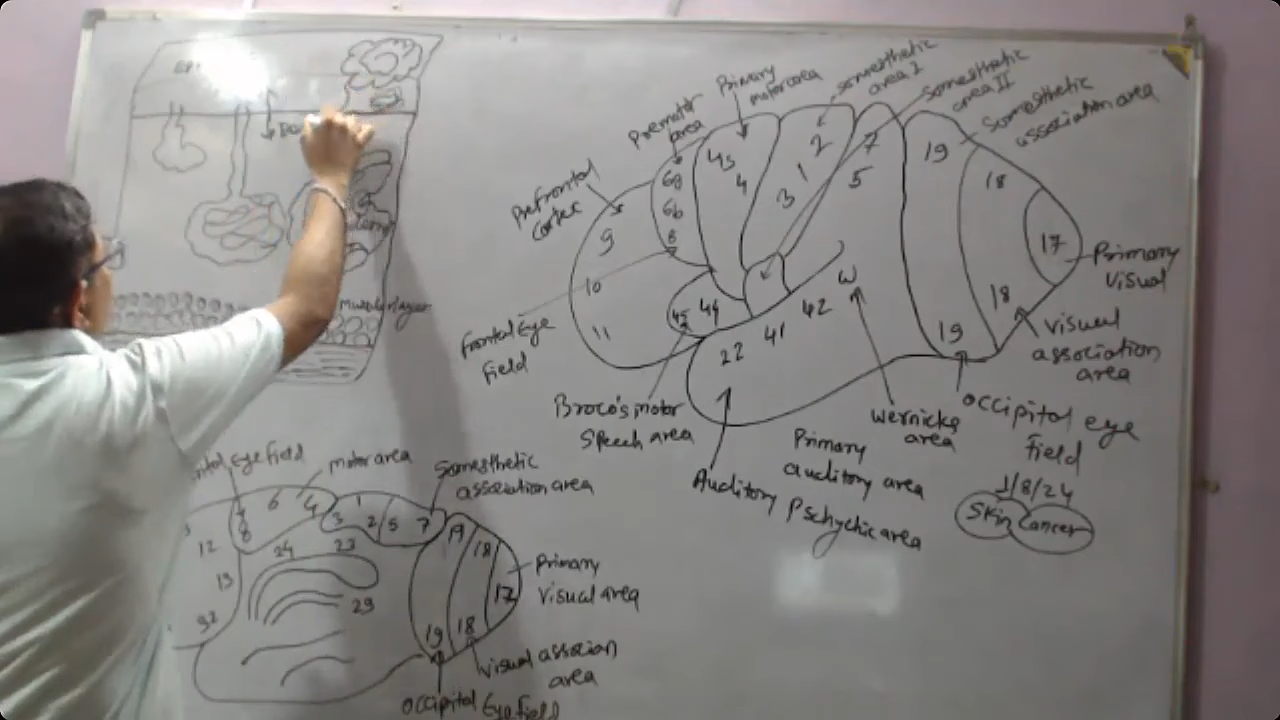 Prefrontal
cortex
Premotor
area
Primary
motor area
Somesthetic
area I
Somesthetic
area II
Somesthetic
association area
6a
6b
8
43
4
2
1
3
7
5
19
18
17
9
10
11
45
44
22
41
42
W
18
19
Primary
visual
visual
association
area
occipital eye
field
frontal eye
field
Broco's motor
speech area
Auditory Pschychic area
Primary
auditory area
wernicke
area
1/8/24
Skin Cancer
Eye field
motor area
Somesthetic
association area
6
4
8
3
1
2
5
7
19
18
17
12
13
32
24
23
29
19
18
Primary
visual area
visual associan
area
occipital
Eye field